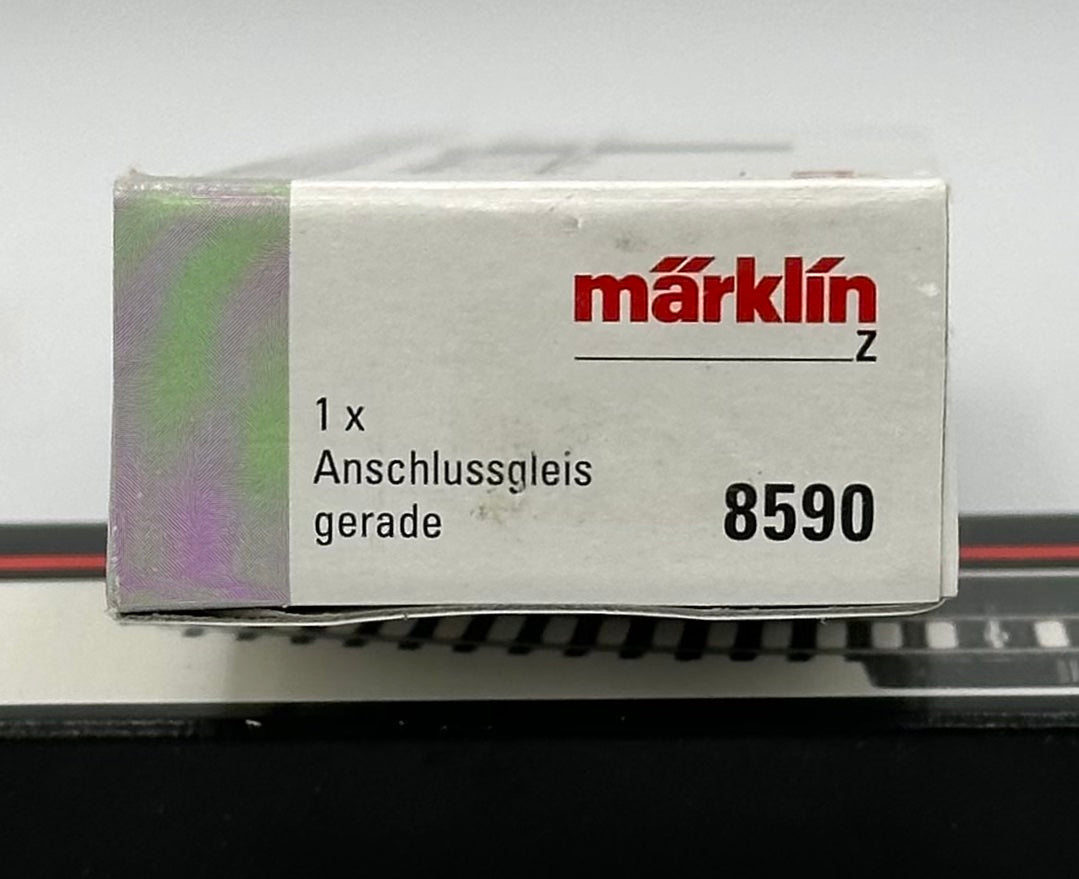 märklin
Z
1 x
Anschlussgleis
gerade
8590